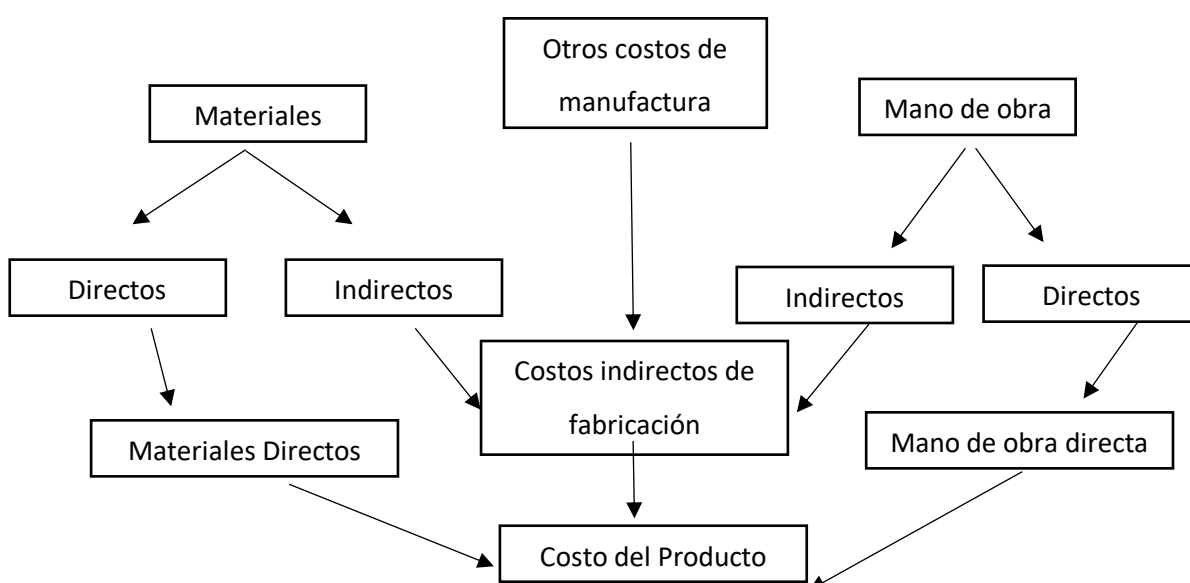 Otros costos de
manufactura
Materiales
Mano de obra
Directos
Indirectos
Indirectos
Directos
Costos indirectos de
fabricación
Materiales Directos
Mano de obra directa
Costo del Producto